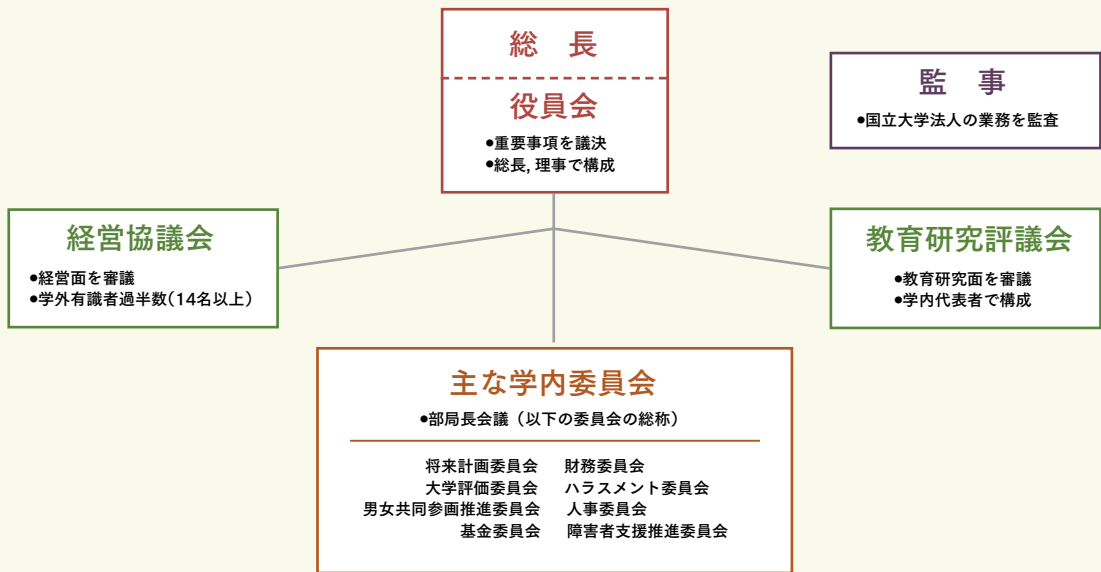 総　長
役員会
●重要事項を議決
●総長, 理事で構成
監　事
●国立大学法人の業務を監査
経営協議会
●経営面を審議
●学外有識者過半数(14名以上)
教育研究評議会
●教育研究面を審議
●学内代表者で構成
主な学内委員会
●部局長会議（以下の委員会の総称）
将来計画委員会　財務委員会
大学評価委員会　ハラスメント委員会
男女共同参画推進委員会　人事委員会
基金委員会　障害者支援推進委員会